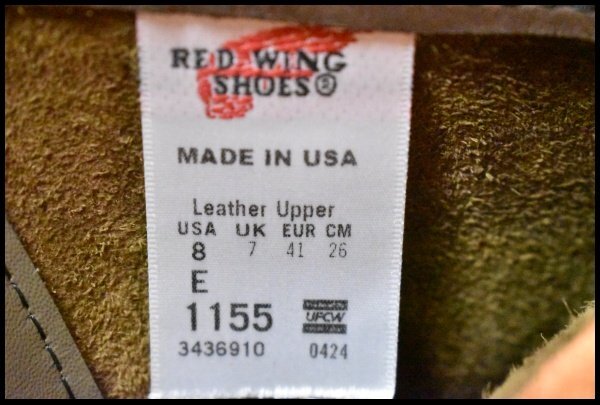 RED WING
SHOES®
MADE IN USA
Leather Upper
USA UK EUR CM
8 7 41 26
E
1155 UFCW
3436910 0424